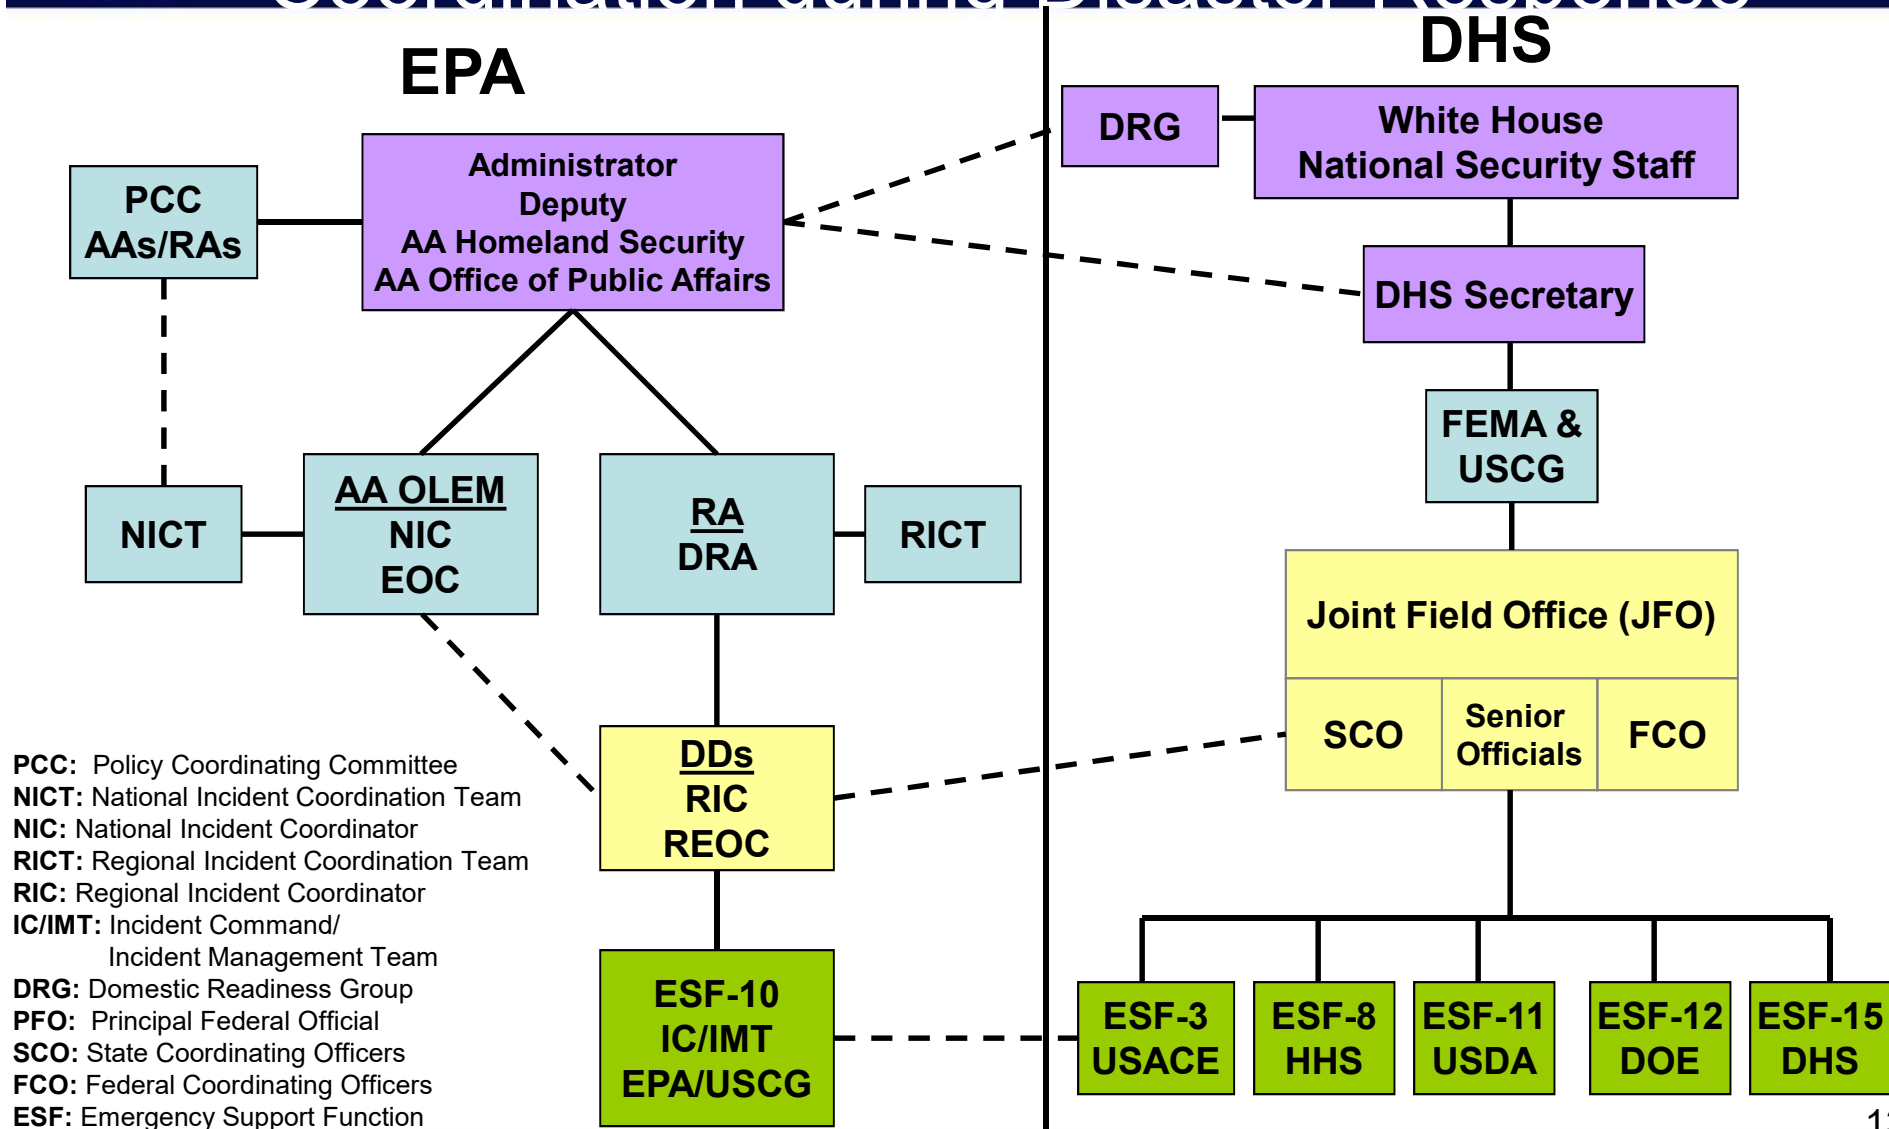 Coordination during Disaster Response
EPA
DHS
PCC
AAs/RAs
Administrator
Deputy
AA Homeland Security
AA Office of Public Affairs
DRG
White House
National Security Staff
DHS Secretary
FEMA &
USCG
NICT
AA OLEM
NIC
EOC
RA
DRA
RICT
Joint Field Office (JFO)
SCO
Senior
Officials
FCO
DDs
RIC
REOC
ESF-10
IC/IMT
EPA/USCG
ESF-3
USACE
ESF-8
HHS
ESF-11
USDA
ESF-12
DOE
ESF-15
DHS
PCC: Policy Coordinating Committee
NICT: National Incident Coordination Team
NIC: National Incident Coordinator
RICT: Regional Incident Coordination Team
RIC: Regional Incident Coordinator
IC/IMT: Incident Command/
Incident Management Team
DRG: Domestic Readiness Group
PFO: Principal Federal Official
SCO: State Coordinating Officers
FCO: Federal Coordinating Officers
ESF: Emergency Support Function